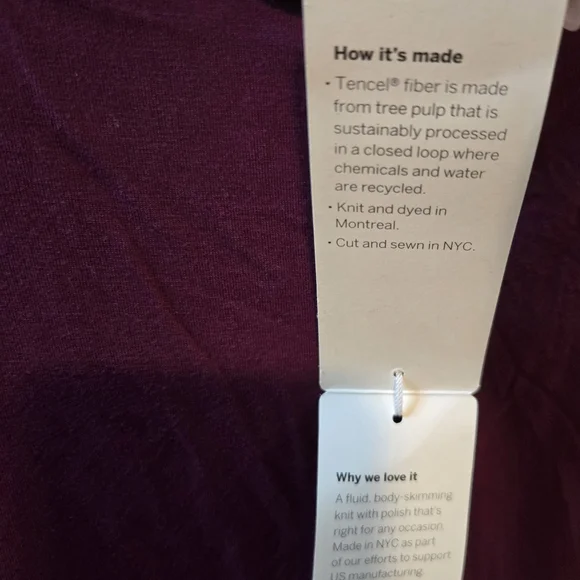 How it's made
• Tencel® fiber is made
from tree pulp that is
sustainably processed
in a closed loop where
chemicals and water
are recycled.
• Knit and dyed in
Montreal.
• Cut and sewn in NYC.
Why we love it
A fluid, body-skimming
knit with polish that's
right for any occasion.
Made in NYC as part
of our efforts to support
US manufacturing.